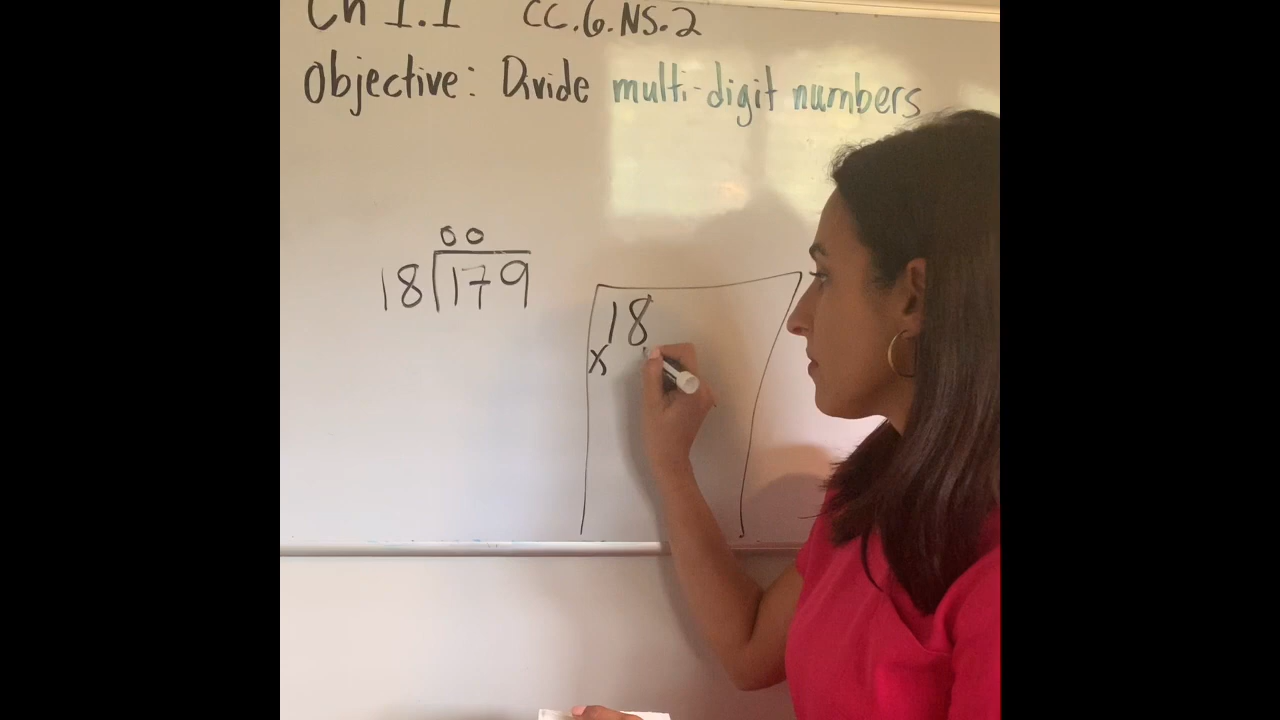 Ch 1.1 CC.6.NS.2
Objective: Divide multi-digit numbers
00
18 179
18
x